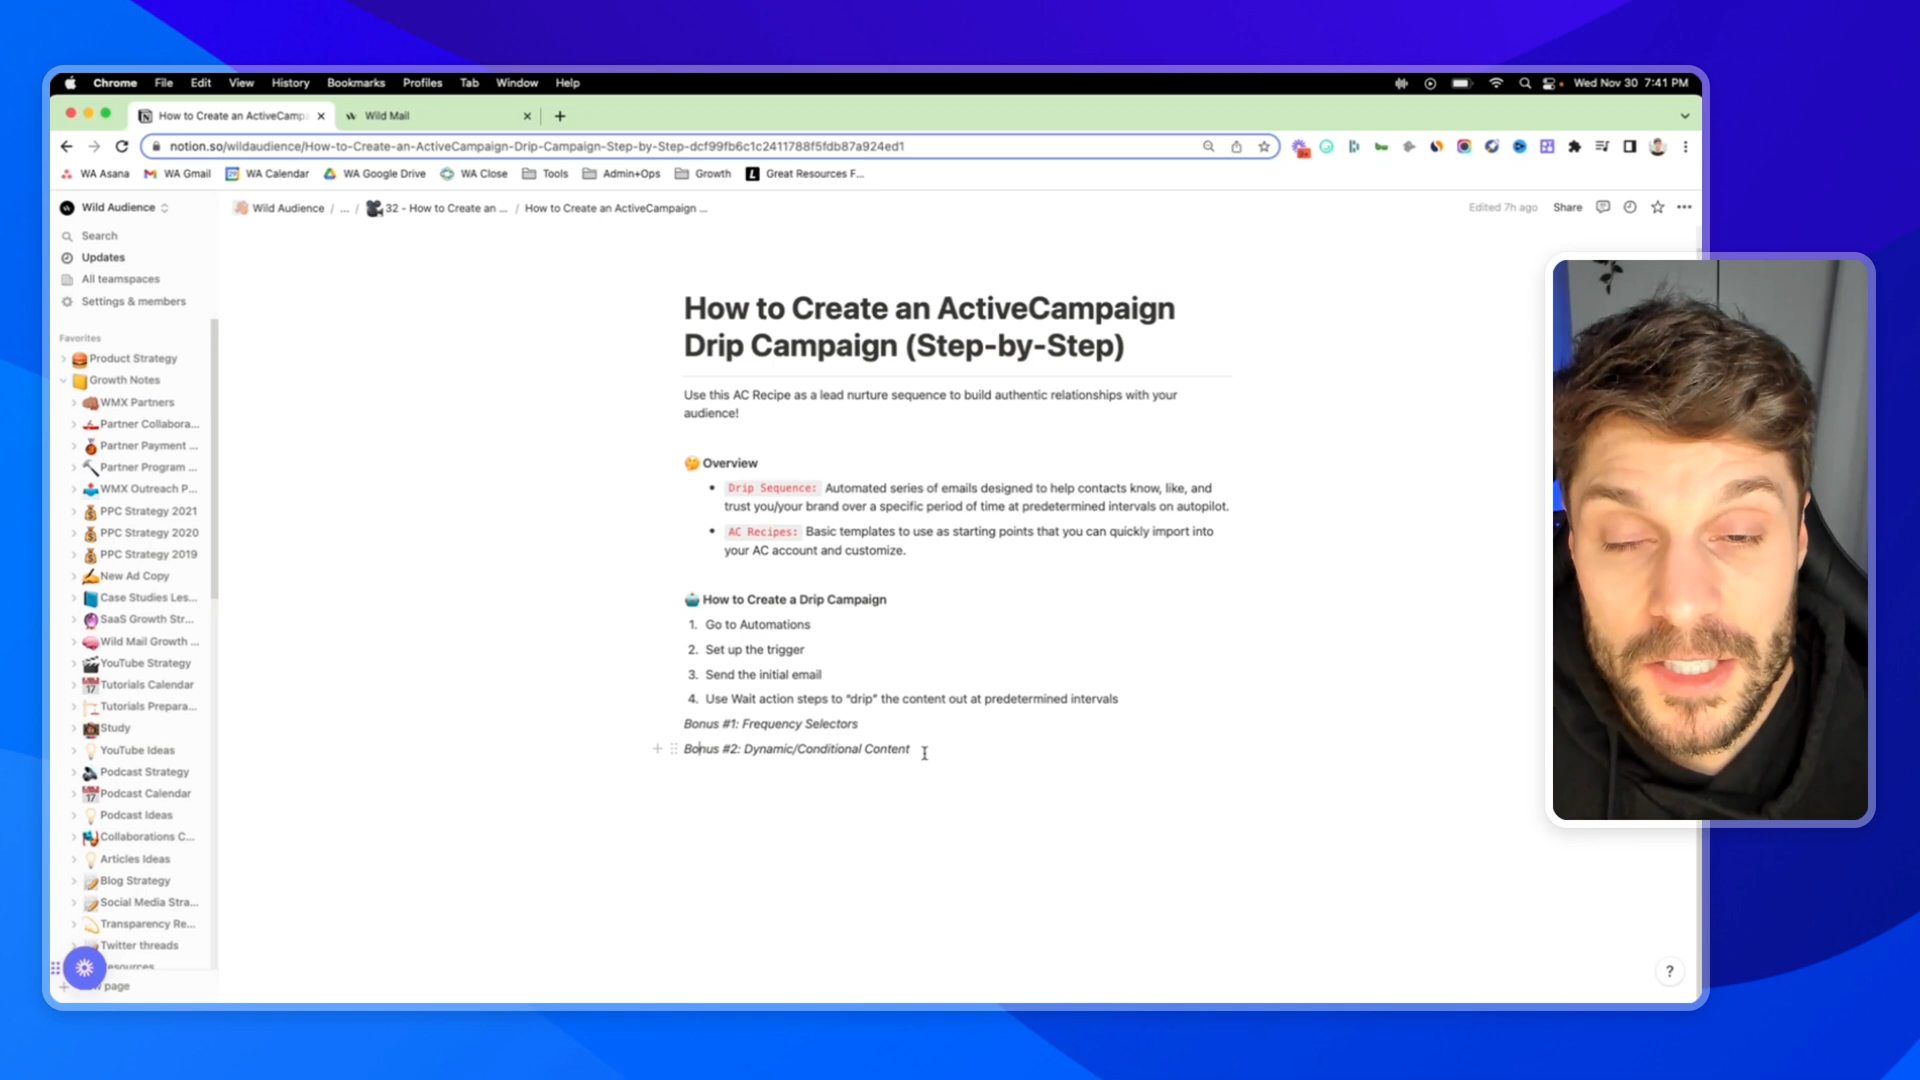 Chrome File Edit View History Bookmarks Profiles Tab Window Help
Wed Nov 30 7:41 PM
How to Create an ActiveCampa
Wild Mail
notion.so/wildaudience/How-to-Create-an-ActiveCampaign-Drip-Campaign-Step-by-Step-dcf99fb6c1c2411788f5fdb87a924ed1
WA Asana WA Gmail WA Calendar WA Google Drive WA Close Tools Admin+Ops Growth Great Resources F...
Wild Audience
Wild Audience / ... / 32 - How to Create an ... / How to Create an ActiveCampaign ...
Edited 7h ago Share
Search
Updates
All teamspaces
Settings & members
Favorites
Product Strategy
Growth Notes
WMX Partners
Partner Collabora...
Partner Payment ...
Partner Program ...
WMX Outreach P...
PPC Strategy 2021
PPC Strategy 2020
PPC Strategy 2019
New Ad Copy
Case Studies Les...
SaaS Growth Str...
Wild Mail Growth ...
YouTube Strategy
Tutorials Calendar
Tutorials Prepara...
Study
YouTube Ideas
Podcast Strategy
Podcast Calendar
Podcast Ideas
Collaborations C...
Articles Ideas
Blog Strategy
Social Media Stra...
Transparency Re...
Twitter threads
page
How to Create an ActiveCampaign
Drip Campaign (Step-by-Step)
Use this AC Recipe as a lead nurture sequence to build authentic relationships with your
audience!
Overview
• Drip Sequence: Automated series of emails designed to help contacts know, like, and
trust you/your brand over a specific period of time at predetermined intervals on autopilot.
• AC Recipes: Basic templates to use as starting points that you can quickly import into
your AC account and customize.
How to Create a Drip Campaign
1. Go to Automations
2. Set up the trigger
3. Send the initial email
4. Use Wait action steps to “drip” the content out at predetermined intervals
Bonus #1: Frequency Selectors
Bonus #2: Dynamic/Conditional Content
?